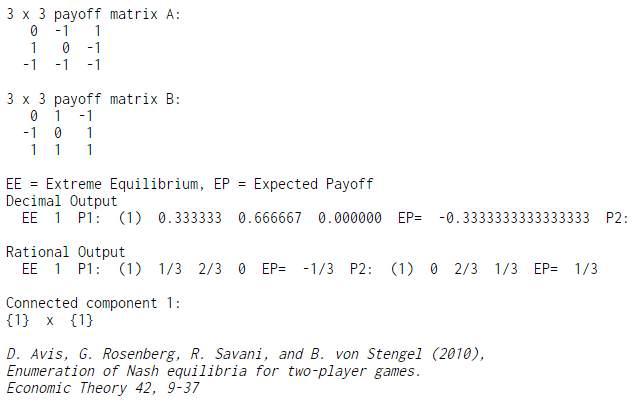 3 x 3 payoff matrix A:
0 -1 1
1 0 -1
-1 -1 -1
3 x 3 payoff matrix B:
0 1 -1
-1 0 1
1 1 1
EE = Extreme Equilibrium, EP = Expected Payoff
Decimal Output
EE 1 P1: (1) 0.333333 0.666667 0.000000 EP= -0.3333333333333333 P2:
Rational Output
EE 1 P1: (1) 1/3 2/3 0 EP= -1/3 P2: (1) 0 2/3 1/3 EP= 1/3
Connected component 1:
{1} x {1}
D. Avis, G. Rosenberg, R. Savani, and B. von Stengel (2010),
Enumeration of Nash equilibria for two-player games.
Economic Theory 42, 9-37